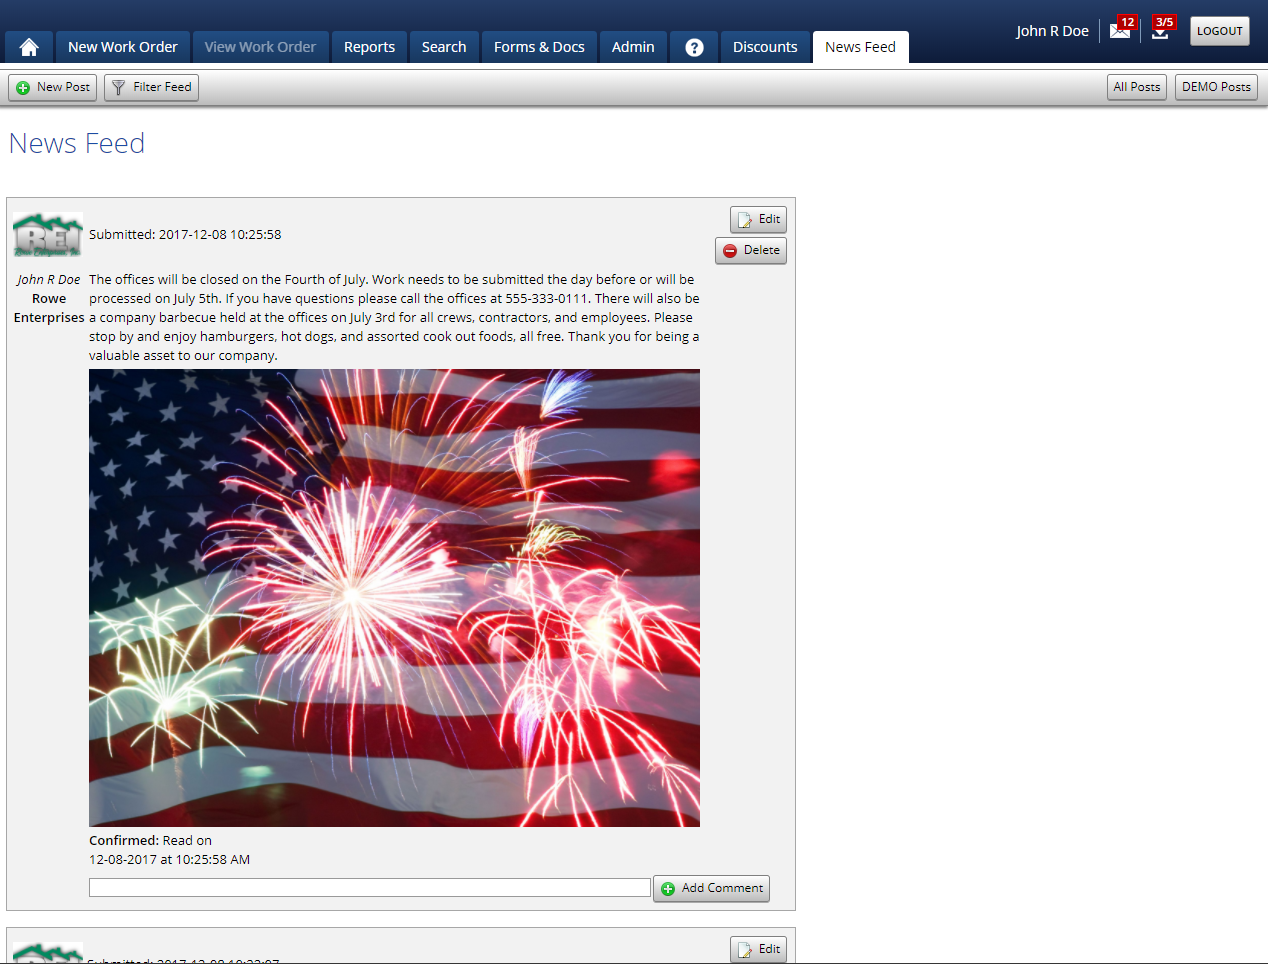 John R Doe
12
3/5
LOGOUT
New Work Order
View Work Order
Reports
Search
Forms & Docs
Admin
?
Discounts
News Feed
New Post
Filter Feed
All Posts
DEMO Posts
News Feed
REI
Submitted: 2017-12-08 10:25:58
Edit
Delete
John R Doe
Rowe
Enterprises
The offices will be closed on the Fourth of July. Work needs to be submitted the day before or will be
processed on July 5th. If you have questions please call the offices at 555-333-0111. There will also be
a company barbecue held at the offices on July 3rd for all crews, contractors, and employees. Please
stop by and enjoy hamburgers, hot dogs, and assorted cook out foods, all free. Thank you for being a
valuable asset to our company.
Confirmed: Read on
12-08-2017 at 10:25:58 AM
Add Comment
Edit